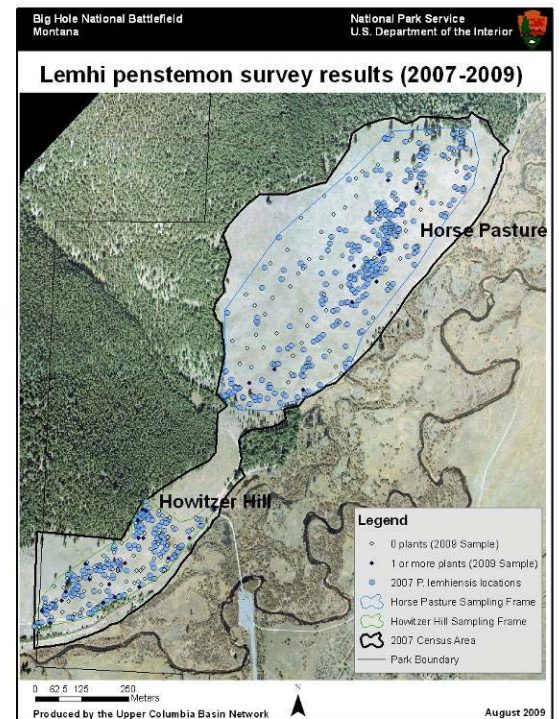 Big Hole National Battlefield
Montana
National Park Service
U.S. Department of the Interior
Lemhi penstemon survey results (2007-2009)
Horse Pasture
Howitzer Hill
Legend
0 plants (2009 Sample)
1 or more plants (2009 Sample)
2007 P. lemhiensis locations
Horse Pasture Sampling Frame
Howitzer Hill Sampling Frame
2007 Census Area
Park Boundary
0 62.5 125 250
Meters
N
Produced by the Upper Columbia Basin Network
August 2009